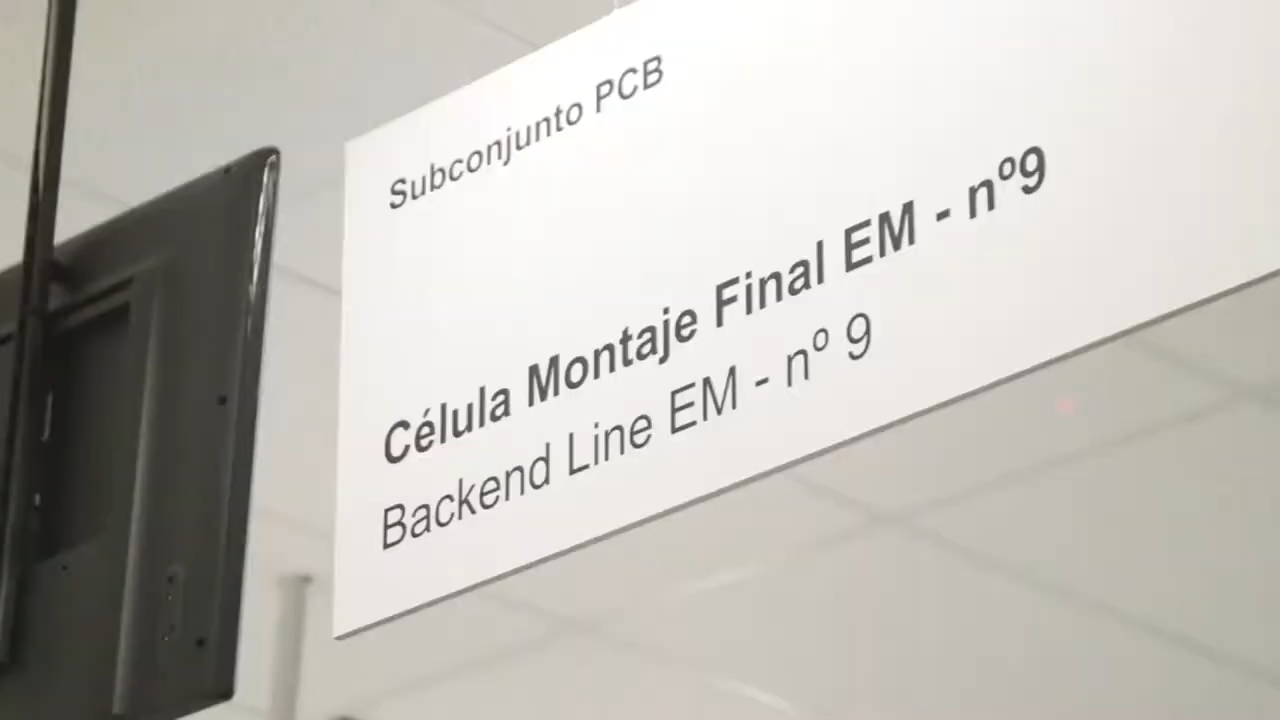 Subconjunto PCB
Célula Montaje Final EM - nº9
Backend Line EM - nº 9